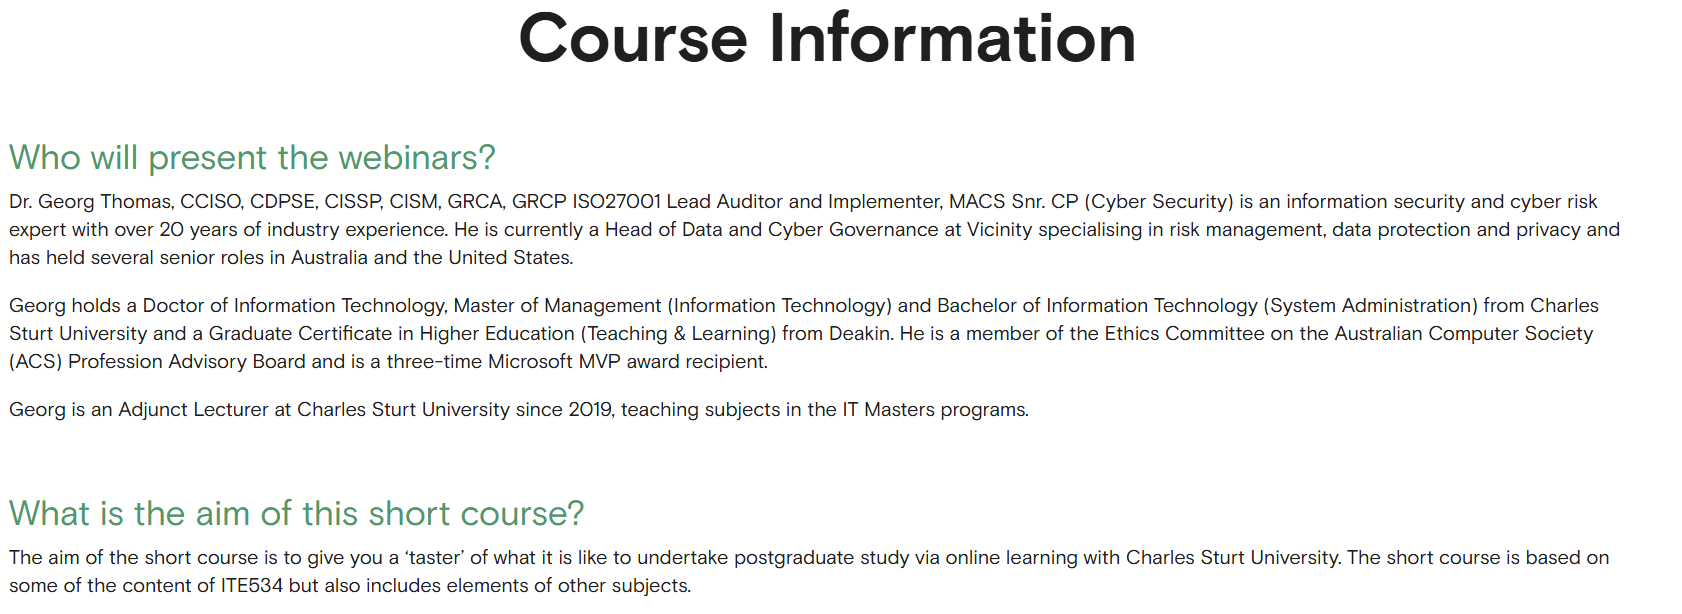 Course Information
Who will present the webinars?
Dr. Georg Thomas, CCISO, CDPSE, CISSP, CISM, GRCA, GRCP ISO27001 Lead Auditor and Implementer, MACS Snr. CP (Cyber Security) is an information security and cyber risk
expert with over 20 years of industry experience. He is currently a Head of Data and Cyber Governance at Vicinity specialising in risk management, data protection and privacy and
has held several senior roles in Australia and the United States.
Georg holds a Doctor of Information Technology, Master of Management (Information Technology) and Bachelor of Information Technology (System Administration) from Charles
Sturt University and a Graduate Certificate in Higher Education (Teaching & Learning) from Deakin. He is a member of the Ethics Committee on the Australian Computer Society
(ACS) Profession Advisory Board and is a three-time Microsoft MVP award recipient.
Georg is an Adjunct Lecturer at Charles Sturt University since 2019, teaching subjects in the IT Masters programs.
What is the aim of this short course?
The aim of the short course is to give you a ‘taster’ of what it is like to undertake postgraduate study via online learning with Charles Sturt University. The short course is based on
some of the content of ITE534 but also includes elements of other subjects.